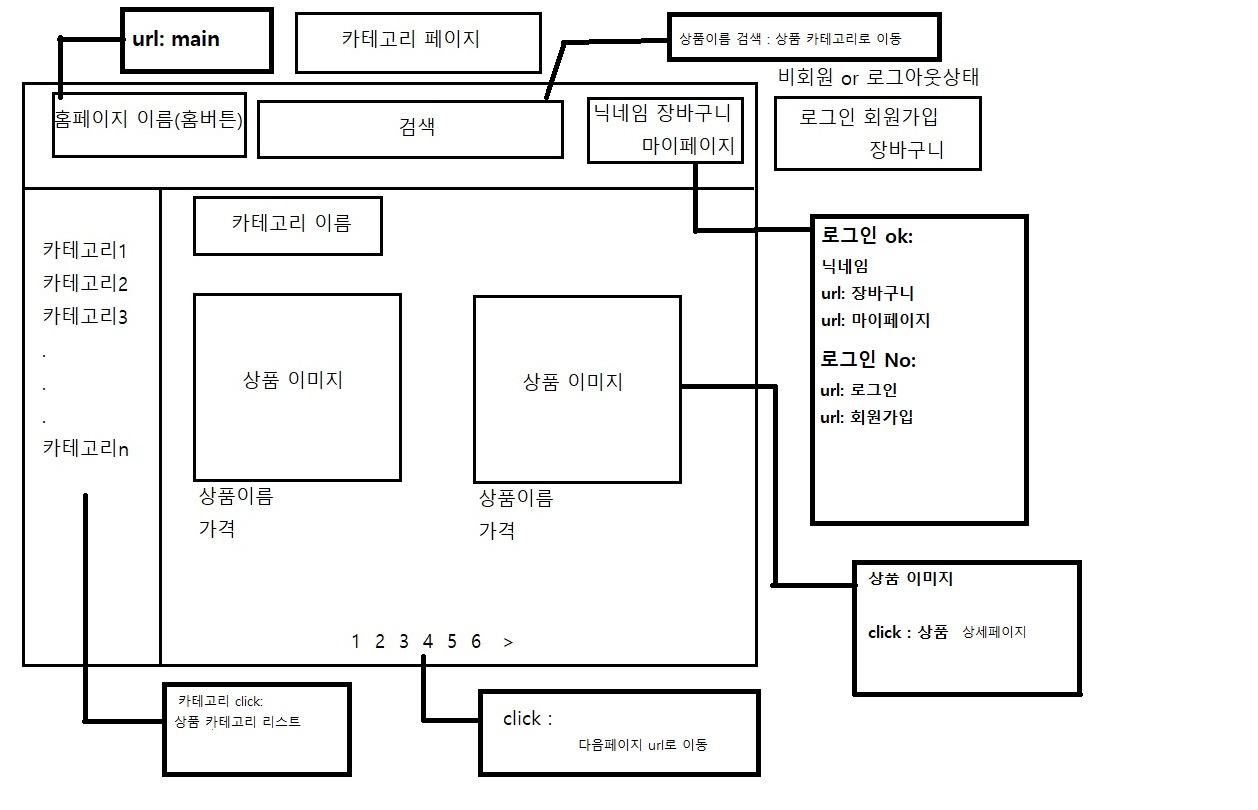 url: main
카테고리 페이지
상품이름 검색 : 상품 카테고리로 이동
비회원 or 로그아웃상태
홈페이지 이름(홈버튼)
검색
닉네임 장바구니
마이페이지
로그인 회원가입
장바구니
카테고리 이름
카테고리1
카테고리2
카테고리3
.
.
.
카테고리n
상품 이미지
상품이름
가격
상품 이미지
상품이름
가격
로그인 ok:
닉네임
url: 장바구니
url: 마이페이지
로그인 No:
url: 로그인
url: 회원가입
상품 이미지
click : 상품 상세페이지
1 2 3 4 5 6 >
카테고리 click:
상품 카테고리 리스트
click :
다음페이지 url로 이동